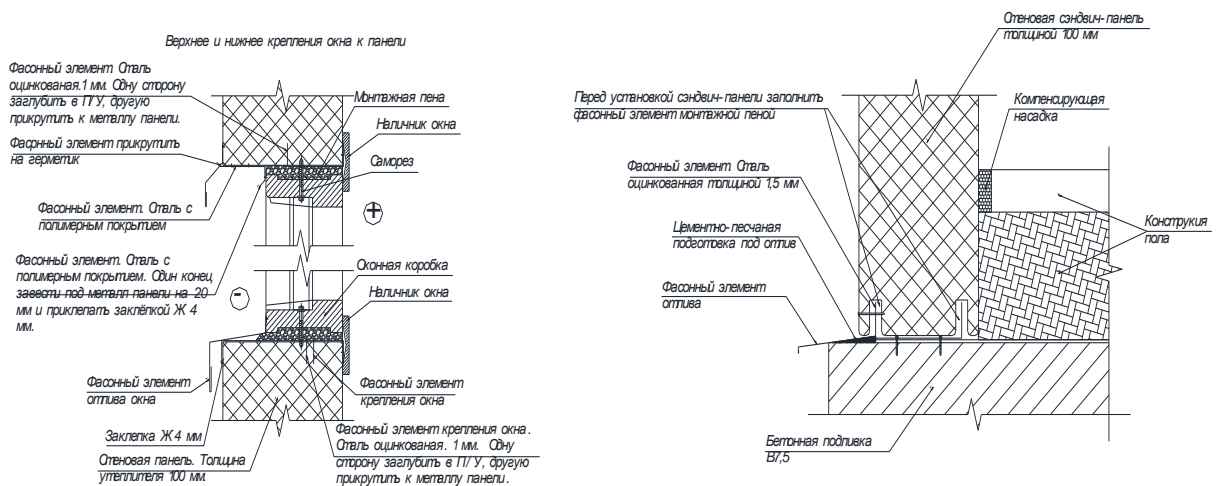 Верхнее и нижнее крепления окна к панели
Фасонный элемент. Сталь
оцинкованая.1 мм. Одну сторону
заглубить в П/У, другую
прикрутить к металлу панели.
Фасрнный элемент прикрутить
на герметик
Фасонный элемент. Сталь с
полимерным покрытием
Фасонный элемент. Сталь с
полимерным покрытием. Один конец
завести под металл панели на 20
мм и приклепать заклёпкой Ж 4
мм.
Фасонный элемент
отлива окна
Заклепка Ж 4 мм
Стеновая панель. Толщина
утеплителя 100 мм.
Монтажная пена
Наличник окна
Саморез
+
Оконная коробка
Наличник окна
-
Фасонный элемент
крепления окна
Фасонный элемент крепления окна.
Сталь оцинкованая. 1 мм. Одну
сторону заглубить в П/ У, другую
прикрутить к металлу панели.
Стеновая сэндвич-панель
толщиной 100 мм
Перед установкой сэндвич-панели заполнить
фасонный элемент монтажной пеной
Компенсирующая
насадка
Фасонный элемент. Сталь
оцинкованная толщиной 1,5 мм
Цементно-песчаная
подготовка под отлив
Фасонный элемент
отлива
Конструкия
пола
Бетонная подливка
В7,5